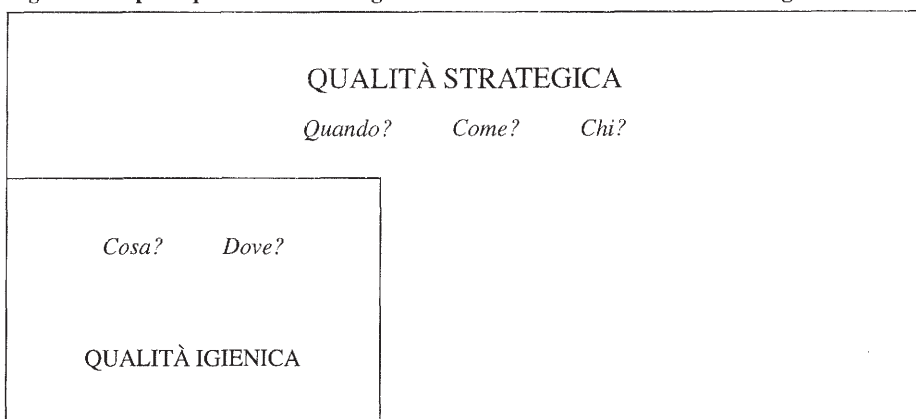 QUALITÀ STRATEGICA
Quando? Come? Chi?
Cosa? Dove?
QUALITÀ IGIENICA